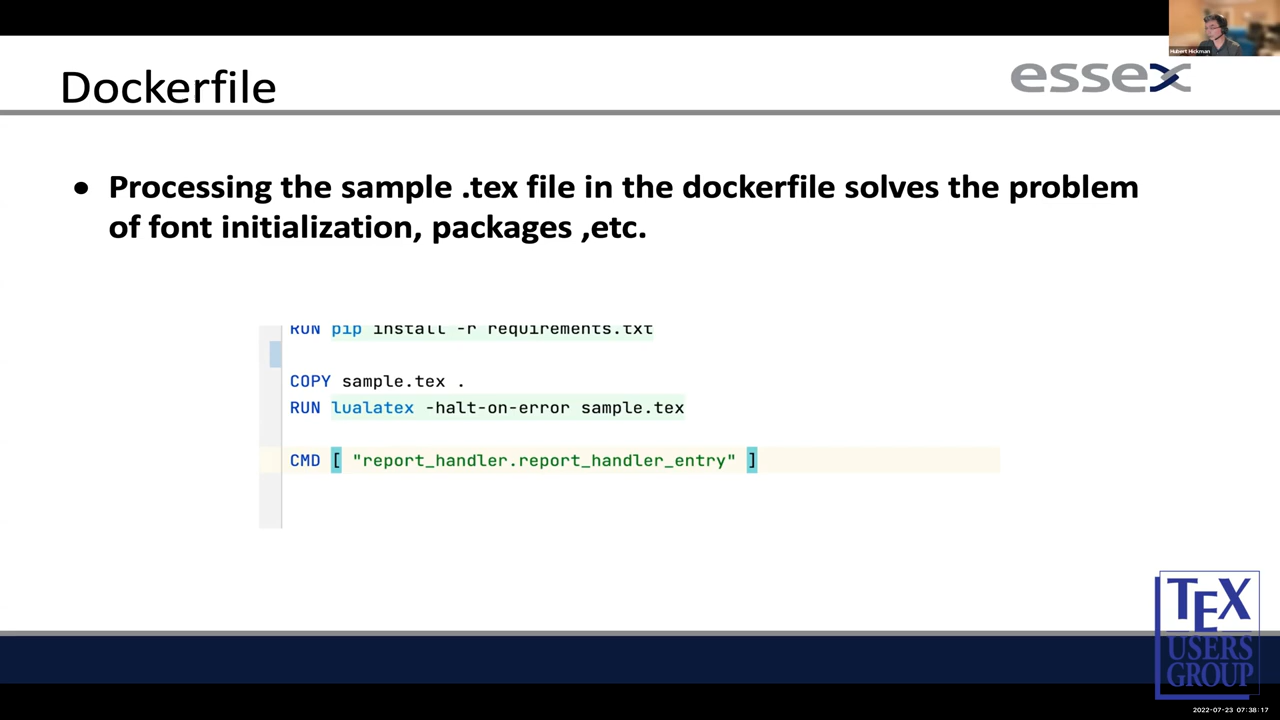 Hubert Hickman
Dockerfile
essex
● Processing the sample .tex file in the dockerfile solves the problem
of font initialization, packages ,etc.
RUN pip install -r requirements.txt
COPY sample.tex .
RUN lualatex -halt-on-error sample.tex
CMD [ "report_handler.report_handler_entry" ]
TEX
USERS
GROUP
2022-07-23 07:38:17